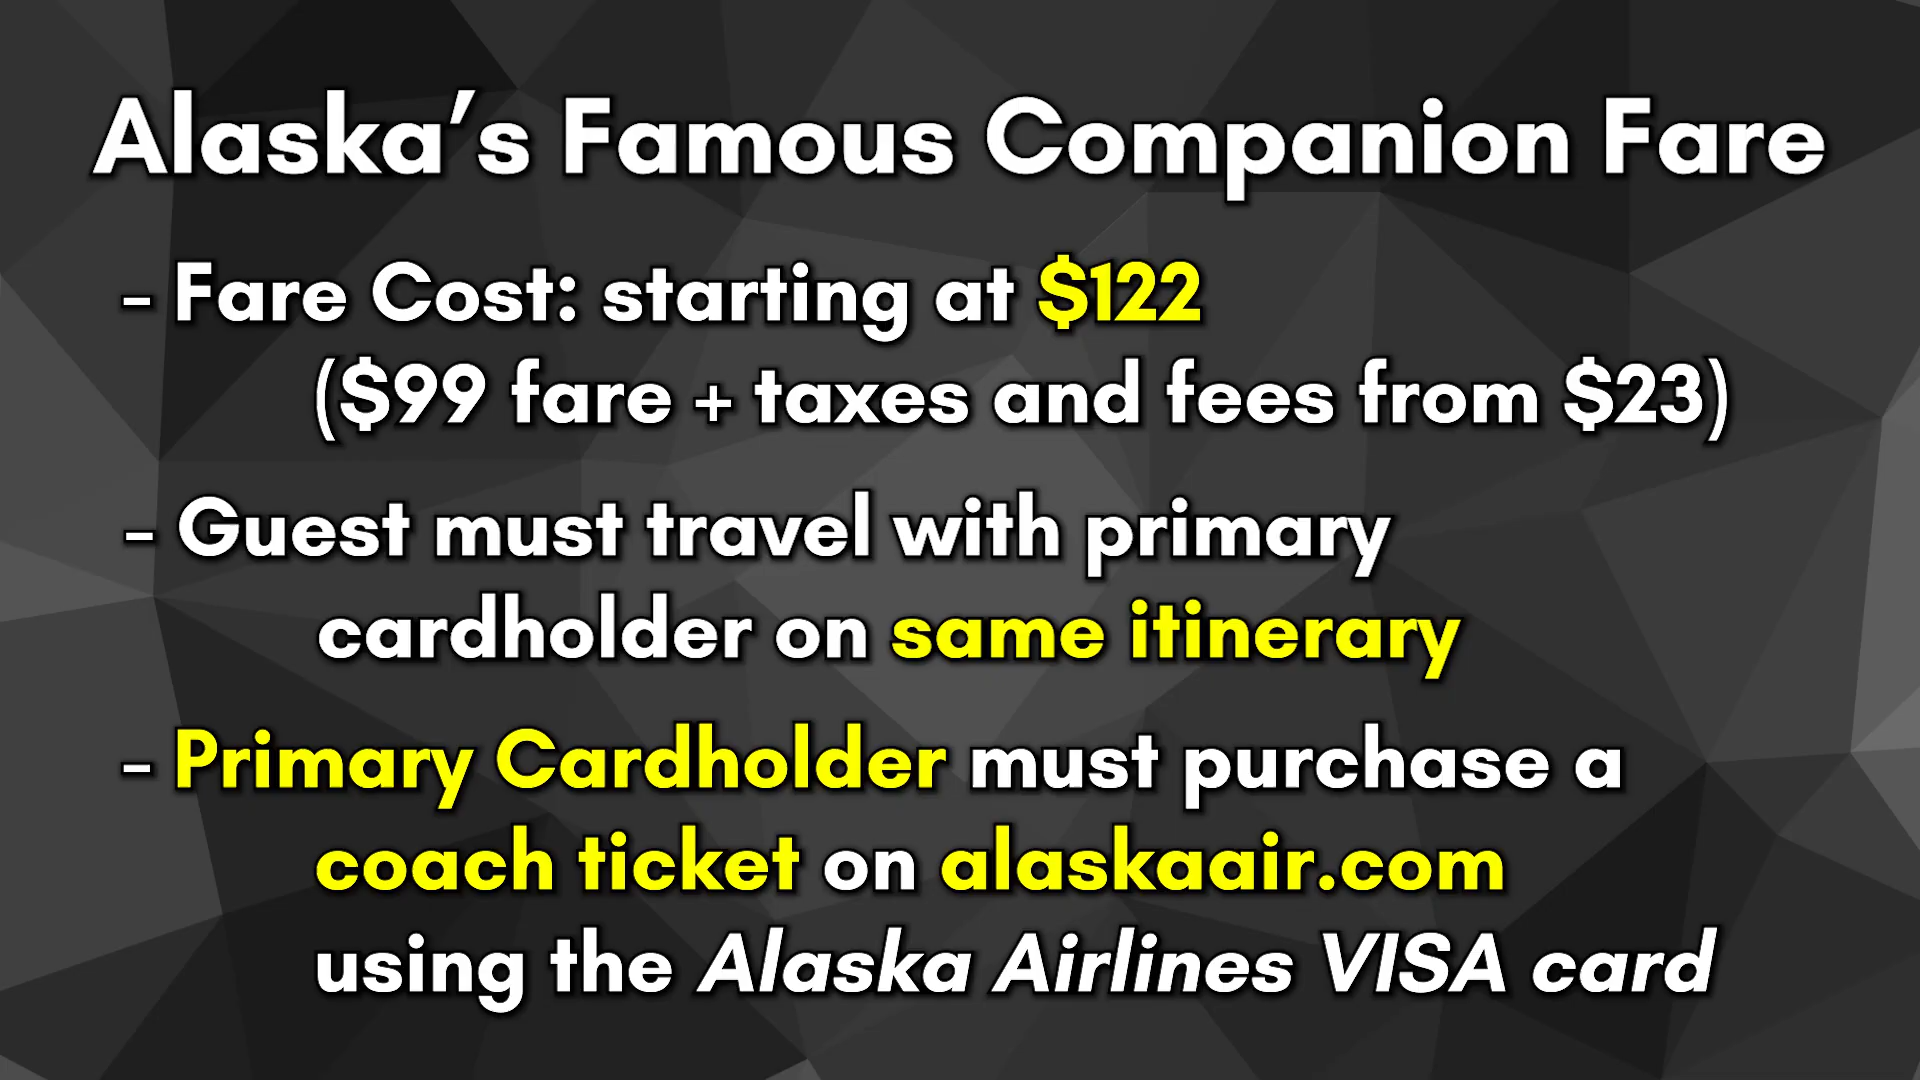 Alaska’s Famous Companion Fare
- Fare Cost: starting at $122
($99 fare + taxes and fees from $23)
- Guest must travel with primary
cardholder on same itinerary
- Primary Cardholder must purchase a
coach ticket on alaskaair.com
using the Alaska Airlines VISA card